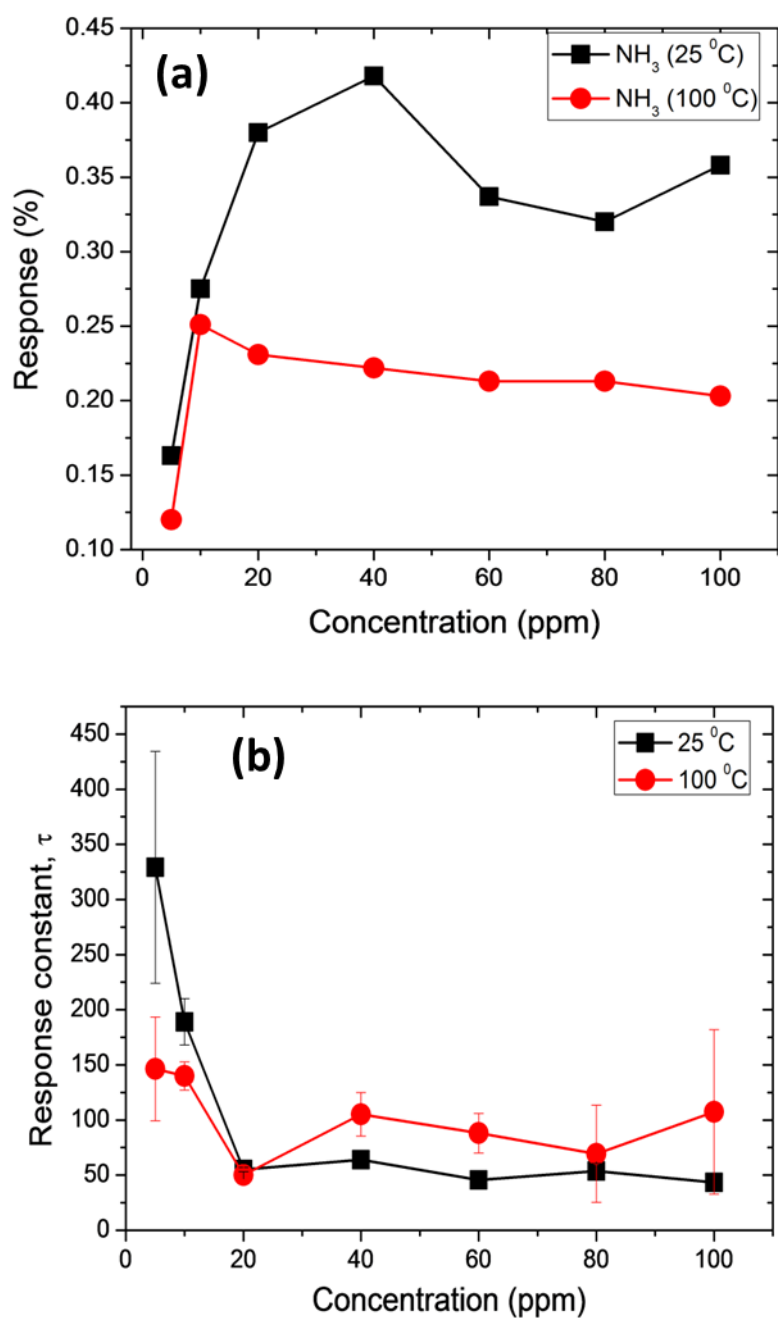 (a)
NH₃ (25 ⁰C)
NH₃ (100 ⁰C)
0.45
0.40
0.35
0.30
0.25
0.20
0.15
0.10
Response (%)
0 20 40 60 80 100
Concentration (ppm)
(b)
25 ⁰C
100 ⁰C
450
400
350
300
250
200
150
100
50
0
Response constant, τ
0 20 40 60 80 100
Concentration (ppm)